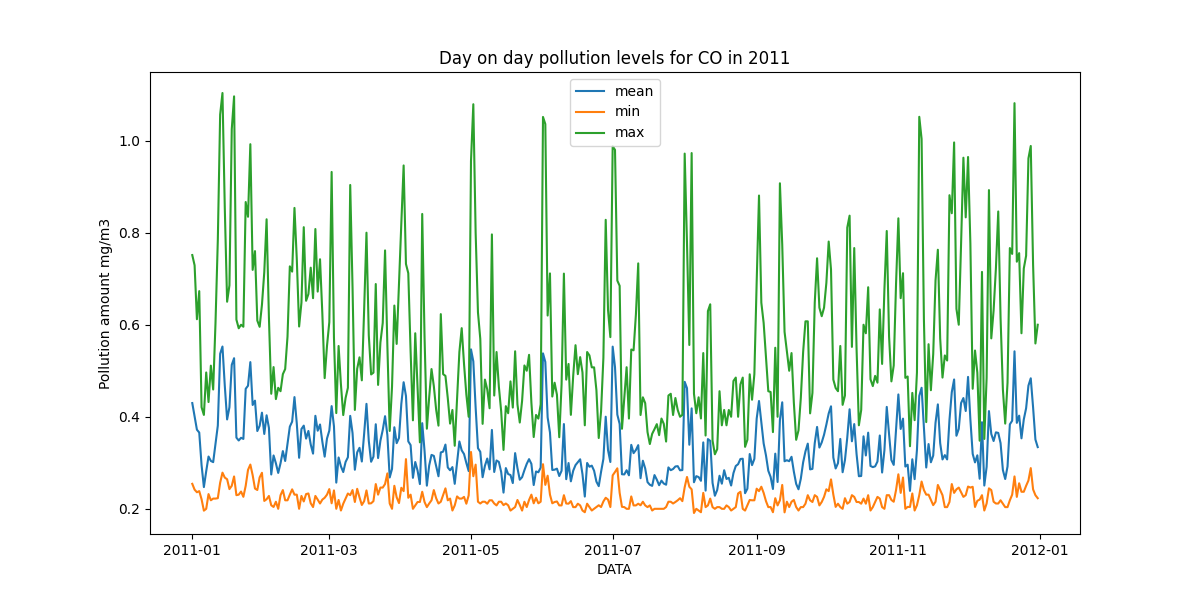 Day on day pollution levels for CO in 2011
mean
min
max
Pollution amount mg/m3
1.0
0.8
0.6
0.4
0.2
2011-01 2011-03 2011-05 2011-07 2011-09 2011-11 2012-01
DATA